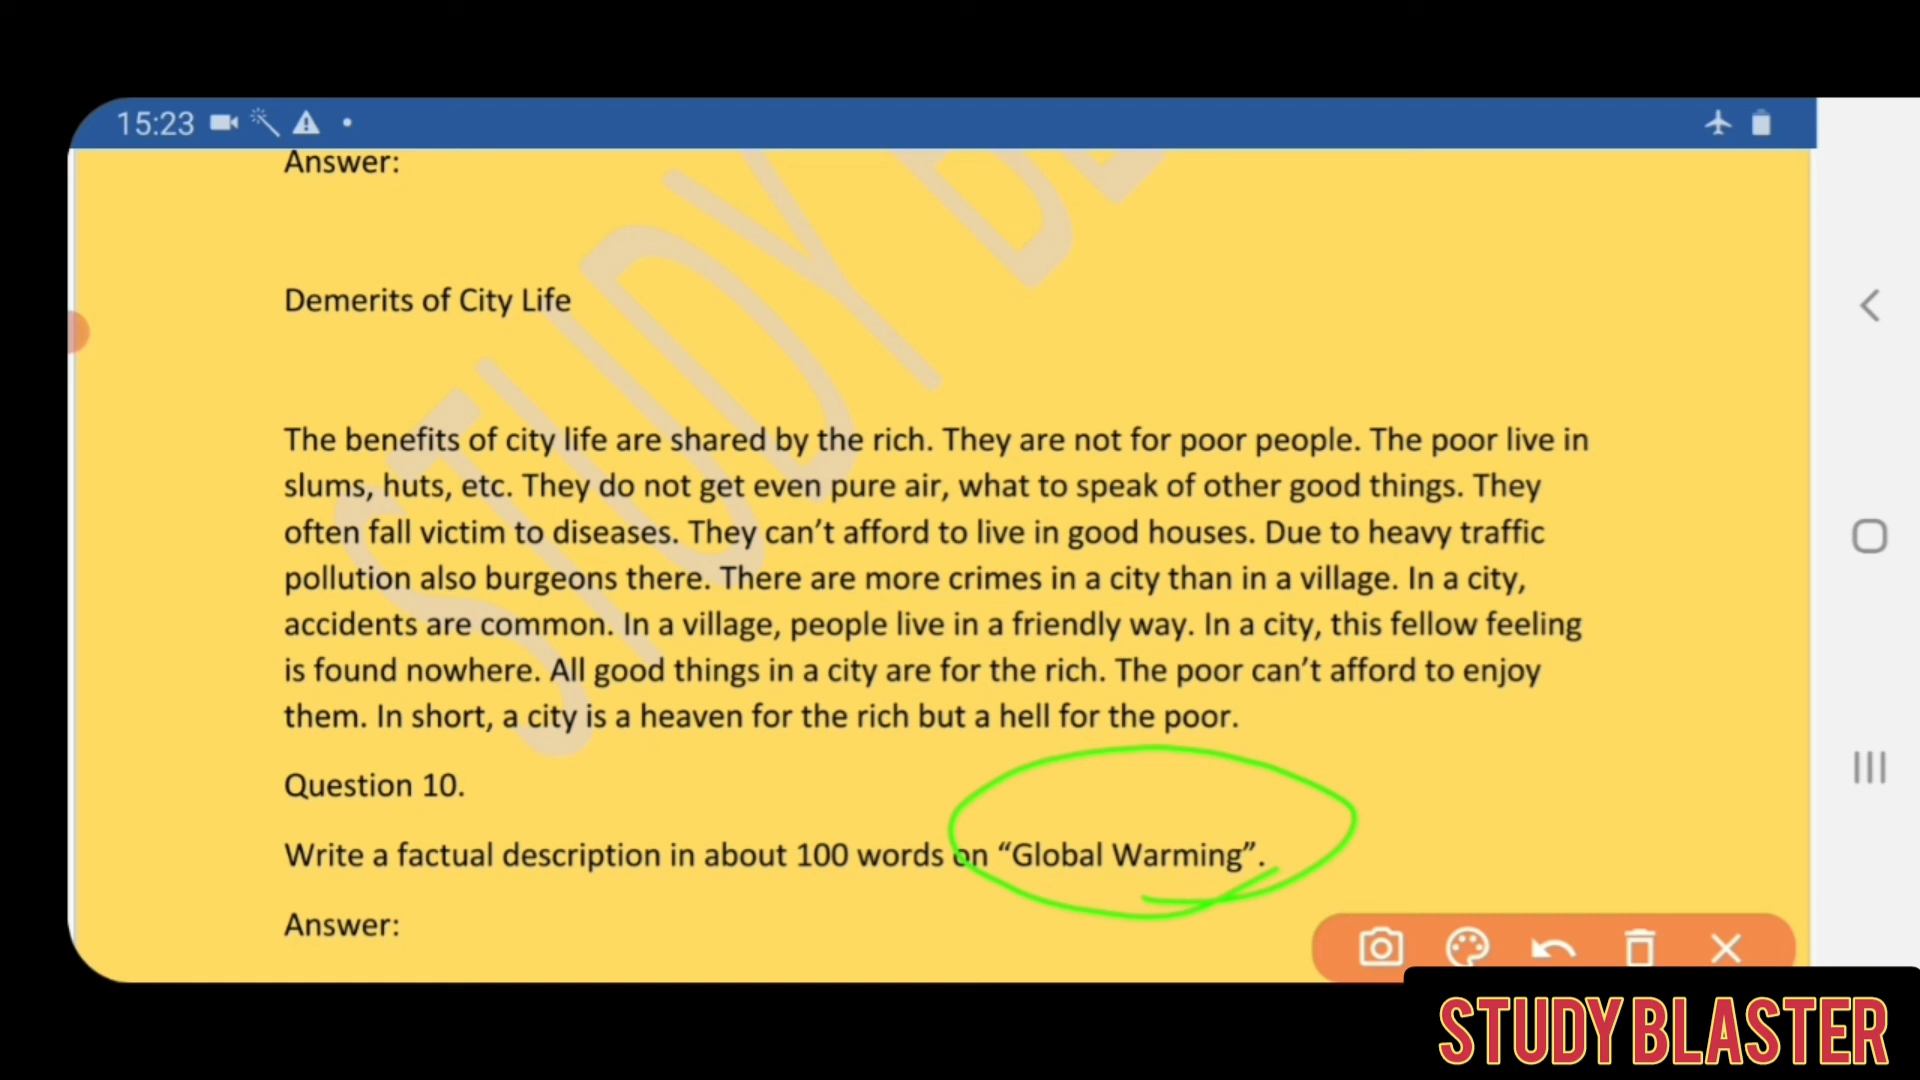 15:23
Answer:
Demerits of City Life
The benefits of city life are shared by the rich. They are not for poor people. The poor live in
slums, huts, etc. They do not get even pure air, what to speak of other good things. They
often fall victim to diseases. They can’t afford to live in good houses. Due to heavy traffic
pollution also burgeons there. There are more crimes in a city than in a village. In a city,
accidents are common. In a village, people live in a friendly way. In a city, this fellow feeling
is found nowhere. All good things in a city are for the rich. The poor can’t afford to enjoy
them. In short, a city is a heaven for the rich but a hell for the poor.
Question 10.
Write a factual description in about 100 words on “Global Warming”.
Answer:
STUDY
STUDY BLASTER